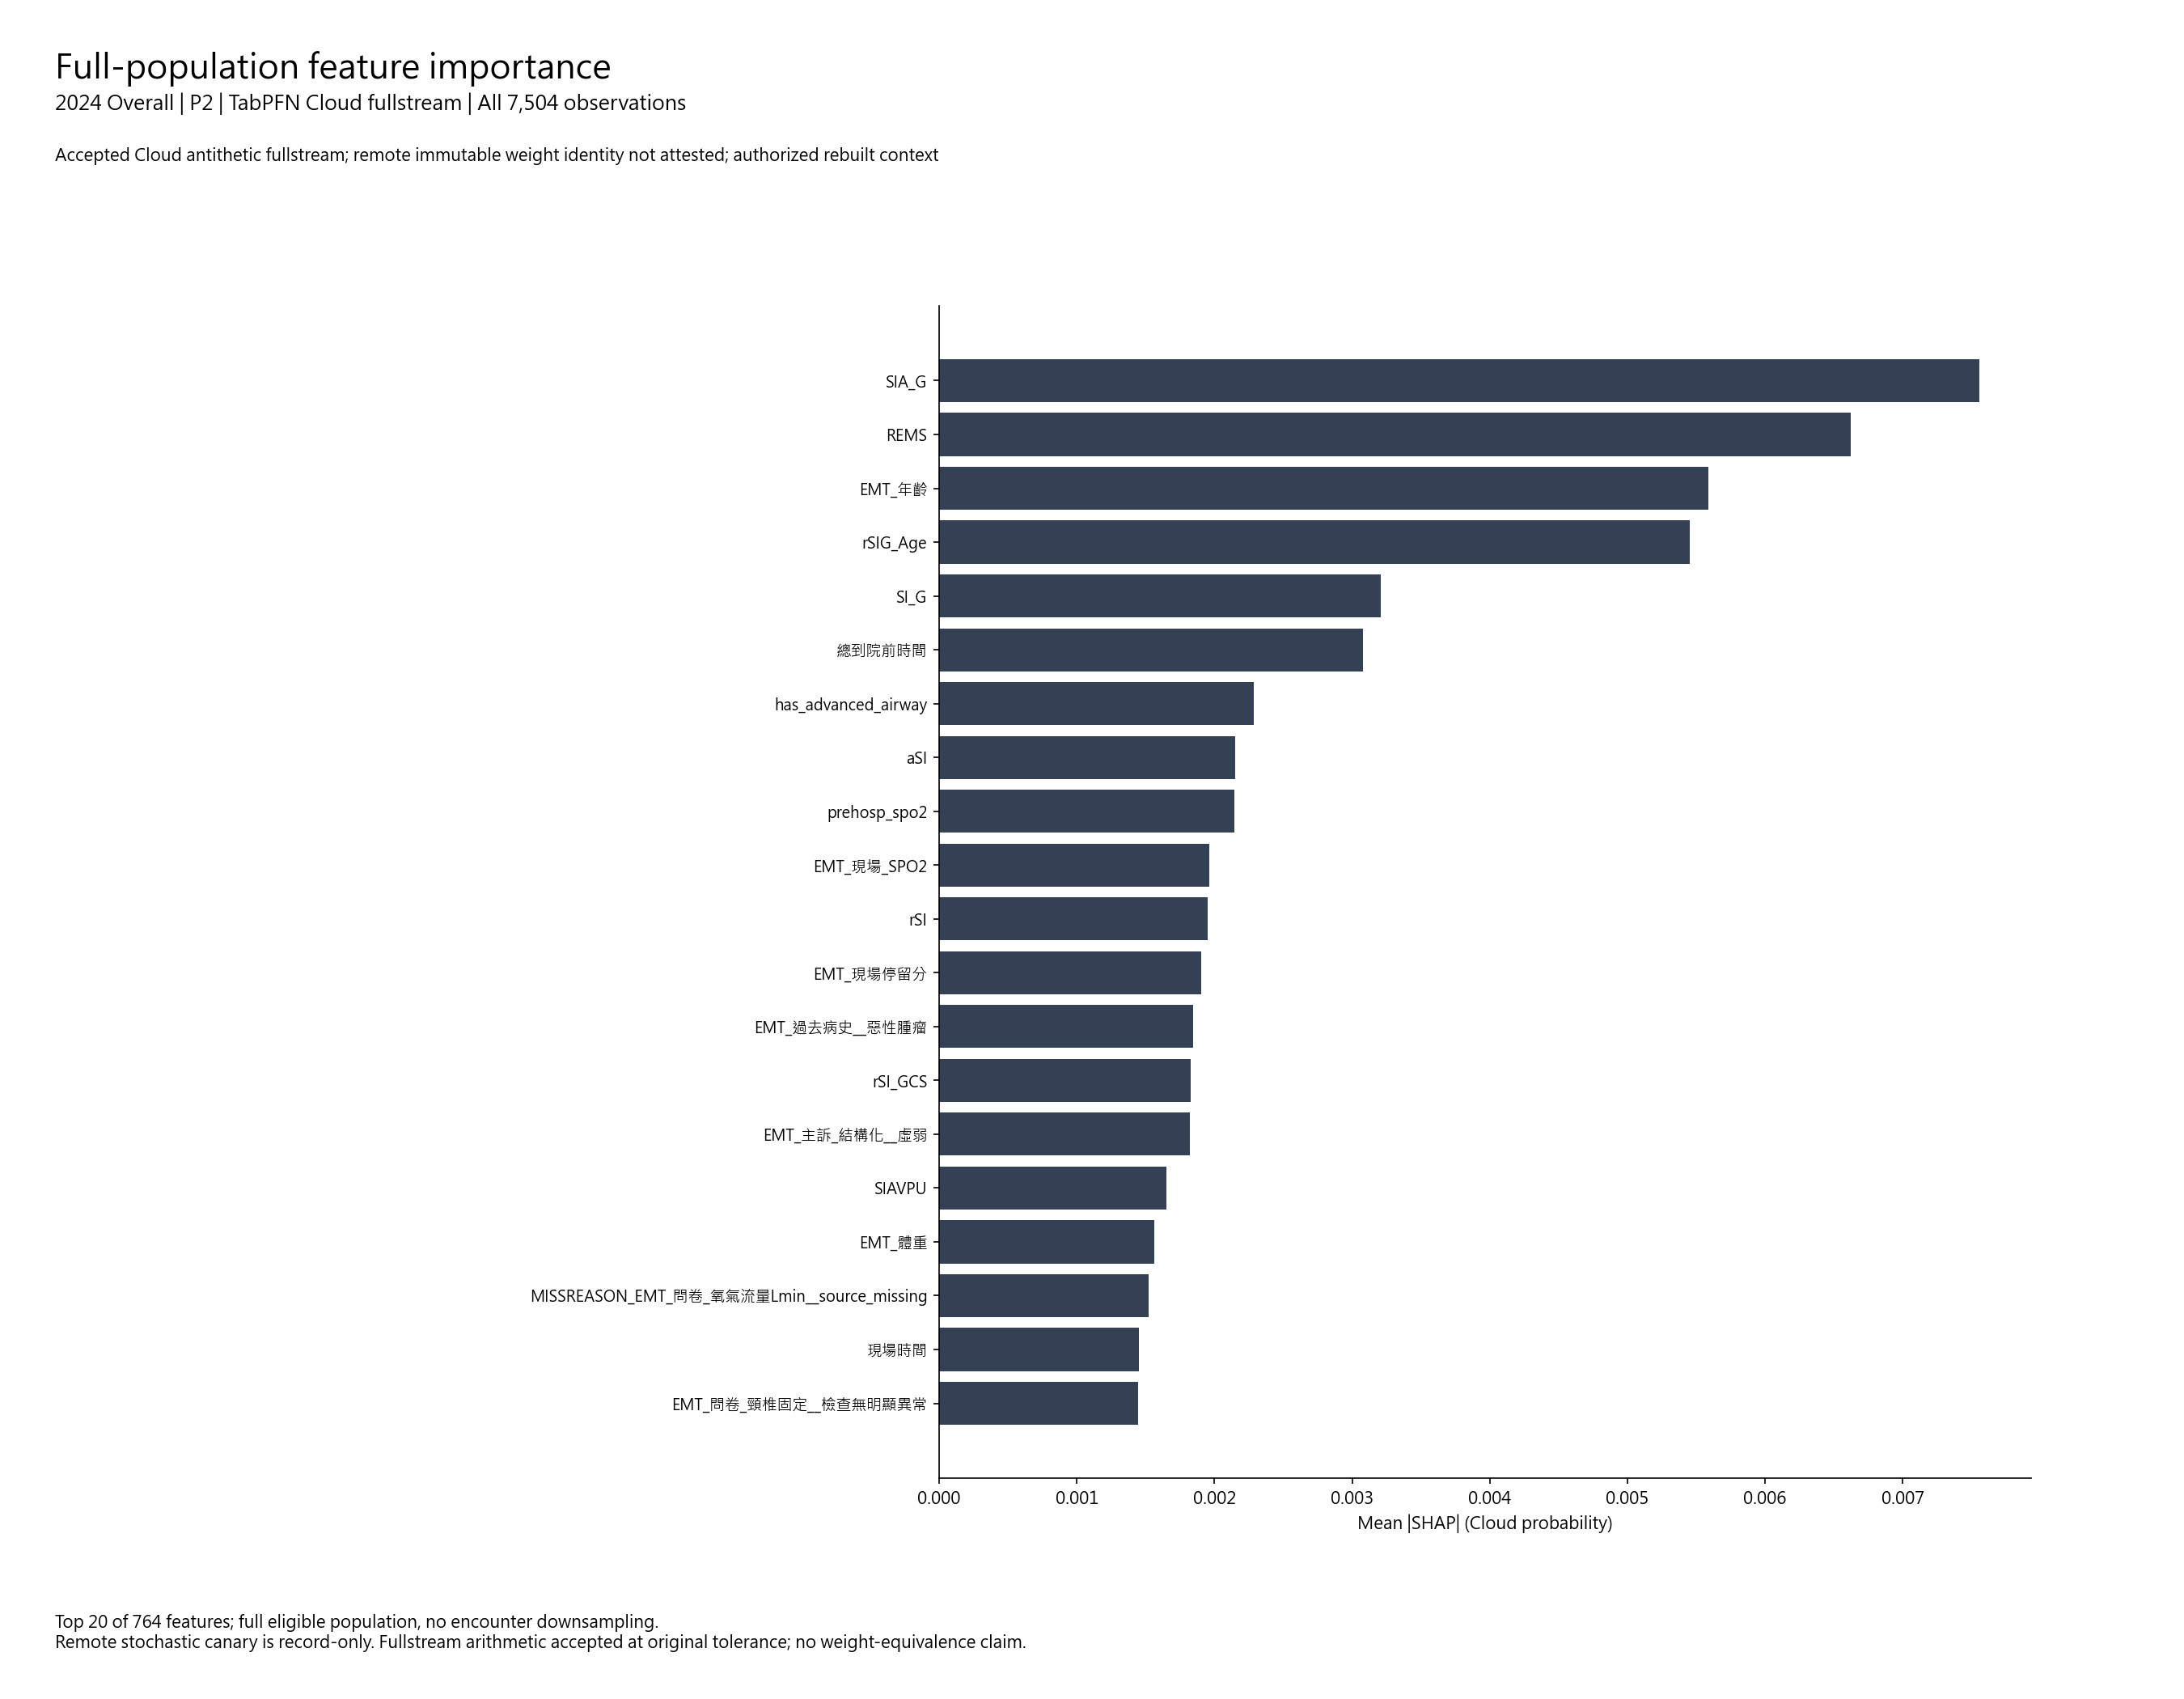 Full-population feature importance
2024 Overall | P2 | TabPFN Cloud fullstream | All 7,504 observations
Accepted Cloud antithetic fullstream; remote immutable weight identity not attested; authorized rebuilt context
SIA_G
REMS
EMT_年齡
rSIG_Age
SI_G
總到院前時間
has_advanced_airway
aSI
prehosp_spo2
EMT_現場_SPO2
rSI
EMT_現場停留分
EMT_過去病史__惡性腫瘤
rSI_GCS
EMT_主訴_結構化__虛弱
SIAVPU
EMT_體重
MISSREASON_EMT_問卷_氧氣流量Lmin__source_missing
現場時間
EMT_問卷_頸椎固定__檢查無明顯異常
0.000 0.001 0.002 0.003 0.004 0.005 0.006 0.007
Mean |SHAP| (Cloud probability)
Top 20 of 764 features; full eligible population, no encounter downsampling.
Remote stochastic canary is record-only. Fullstream arithmetic accepted at original tolerance; no weight-equivalence claim.